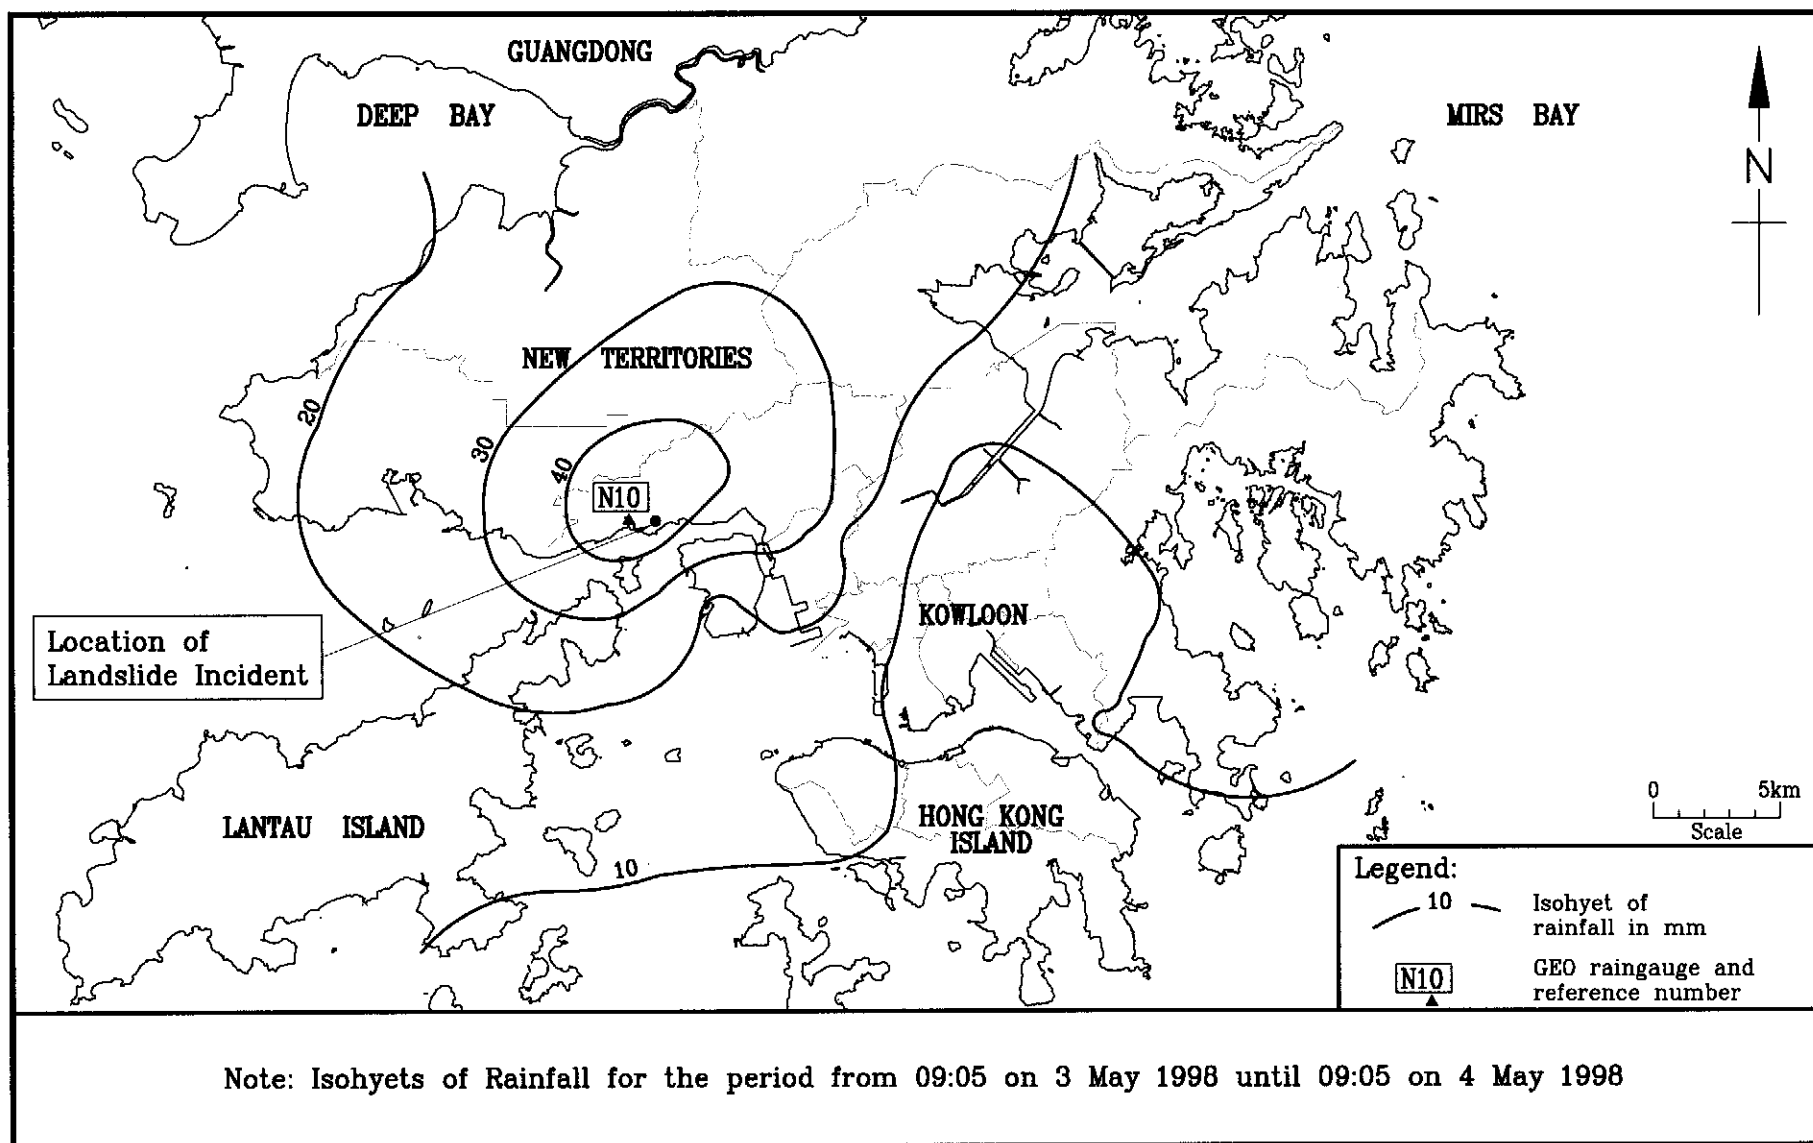 GUANGDONG
DEEP BAY
MIRS BAY
N
NEW TERRITORIES
20
30
40
N10
Location of
Landslide Incident
KOWLOON
LANTAU ISLAND
HONG KONG
ISLAND
10
0 5km
Scale
Legend:
10 Isohyet of
rainfall in mm
N10 GEO raingauge and
reference number
Note: Isohyets of Rainfall for the period from 09:05 on 3 May 1998 until 09:05 on 4 May 1998